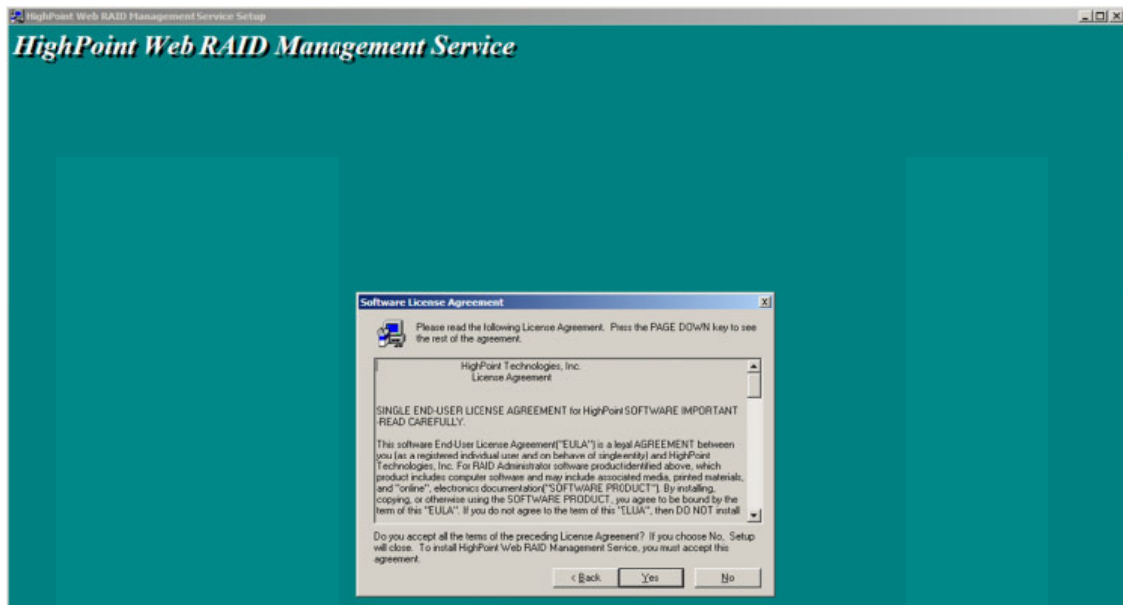 HighPoint Web RAID Management Service Setup
HighPoint Web RAID Management Service
Software License Agreement
Please read the following License Agreement. Press the PAGE DOWN key to see
the rest of the agreement.
HighPoint Technologies, Inc.
License Agreement
SINGLE END-USER LICENSE AGREEMENT for HighPoint SOFTWARE IMPORTANT
-READ CAREFULLY.
This software End-User License Agreement("EULA") is a legal AGREEMENT between
you (as a registered individual user and on behave of single entity) and HighPoint
Technologies, Inc. For RAID Administrator software product identified above, which
product includes computer software and may include associated media, printed materials,
and "online", electronics documentation("SOFTWARE PRODUCT"). By installing,
copying, or otherwise using the SOFTWARE PRODUCT, you agree to be bound by the
term of this "EULA". If you do not agree to the term of this "ELUA", then DO NOT install
Do you accept all the terms of the preceding License Agreement? If you choose No, Setup
will close. To install HighPoint Web RAID Management Service, you must accept this
agreement.
< Back Yes No